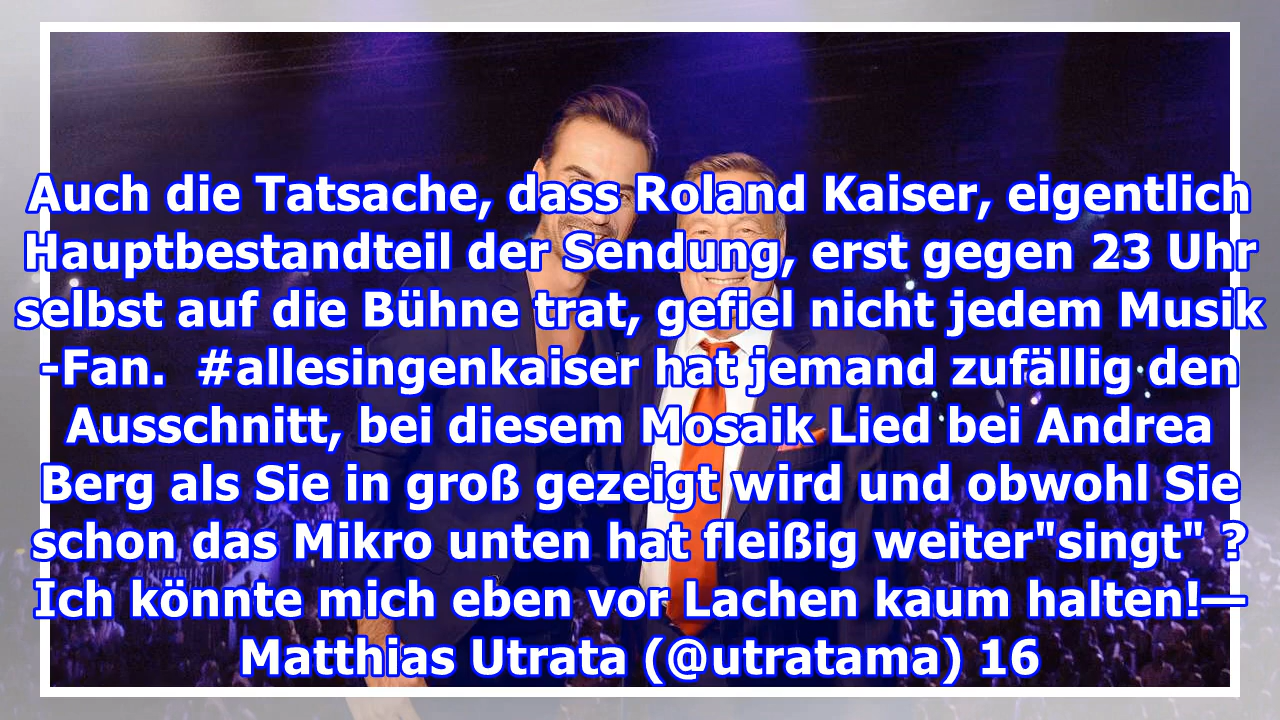 Auch die Tatsache, dass Roland Kaiser, eigentlich
Hauptbestandteil der Sendung, erst gegen 23 Uhr
selbst auf die Bühne trat, gefiel nicht jedem Musik
-Fan.  #allesingenkaiser hat jemand zufällig den
Ausschnitt, bei diesem Mosaik Lied bei Andrea
Berg als Sie in groß gezeigt wird und obwohl Sie
schon das Mikro unten hat fleißig weiter"singt" ?
Ich könnte mich eben vor Lachen kaum halten!—
Matthias Utrata (@utratama) 16